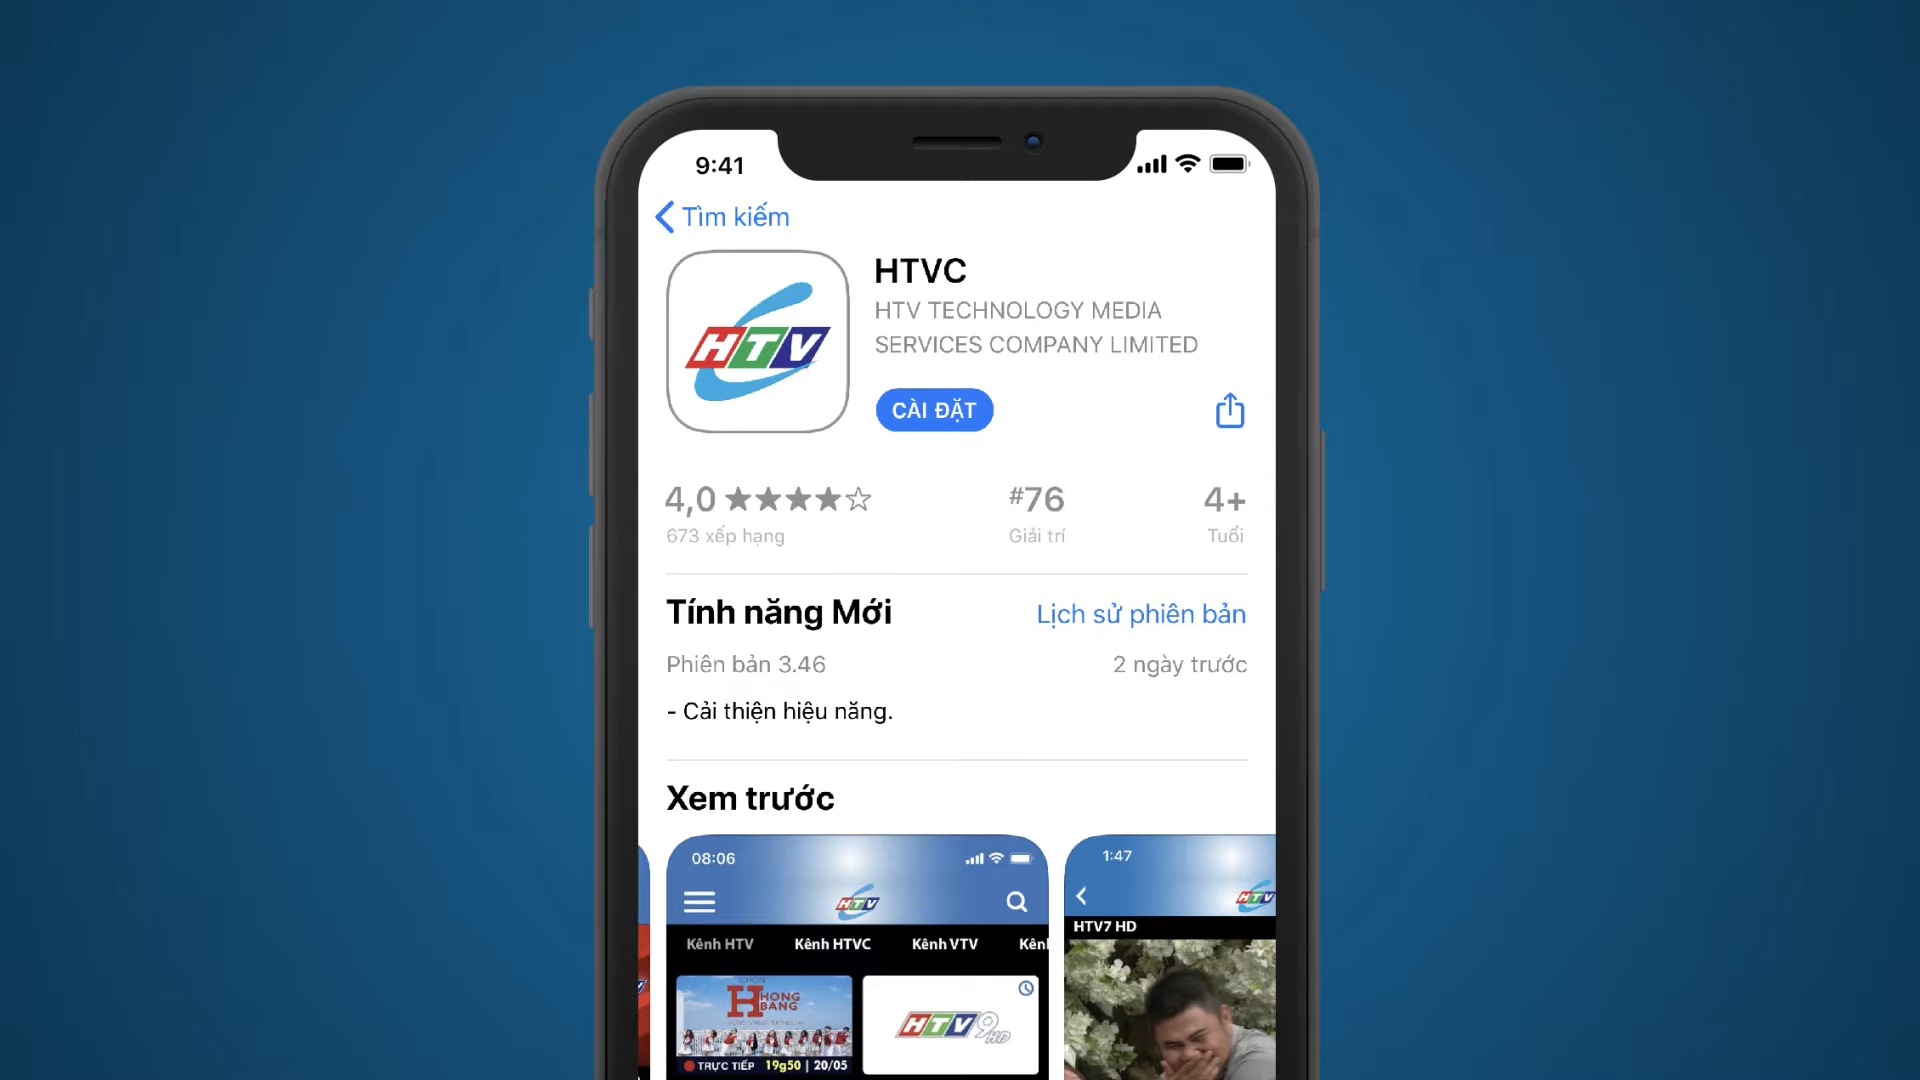 9:41
Tìm kiếm
HTV
HTVC
HTV TECHNOLOGY MEDIA
SERVICES COMPANY LIMITED
CÀI ĐẶT
4,0
673 xếp hạng
#76
Giải trí
4+
Tuổi
Tính năng Mới
Lịch sử phiên bản
Phiên bản 3.46
2 ngày trước
- Cải thiện hiệu năng.
Xem trước
08:06
HTV
Kênh HTV
Kênh HTVC
Kênh VTV
HONG
BANG
TRỰC TIẾP 19g50 | 20/05
HTV9 HD
1:47
HTV
HTV7 HD